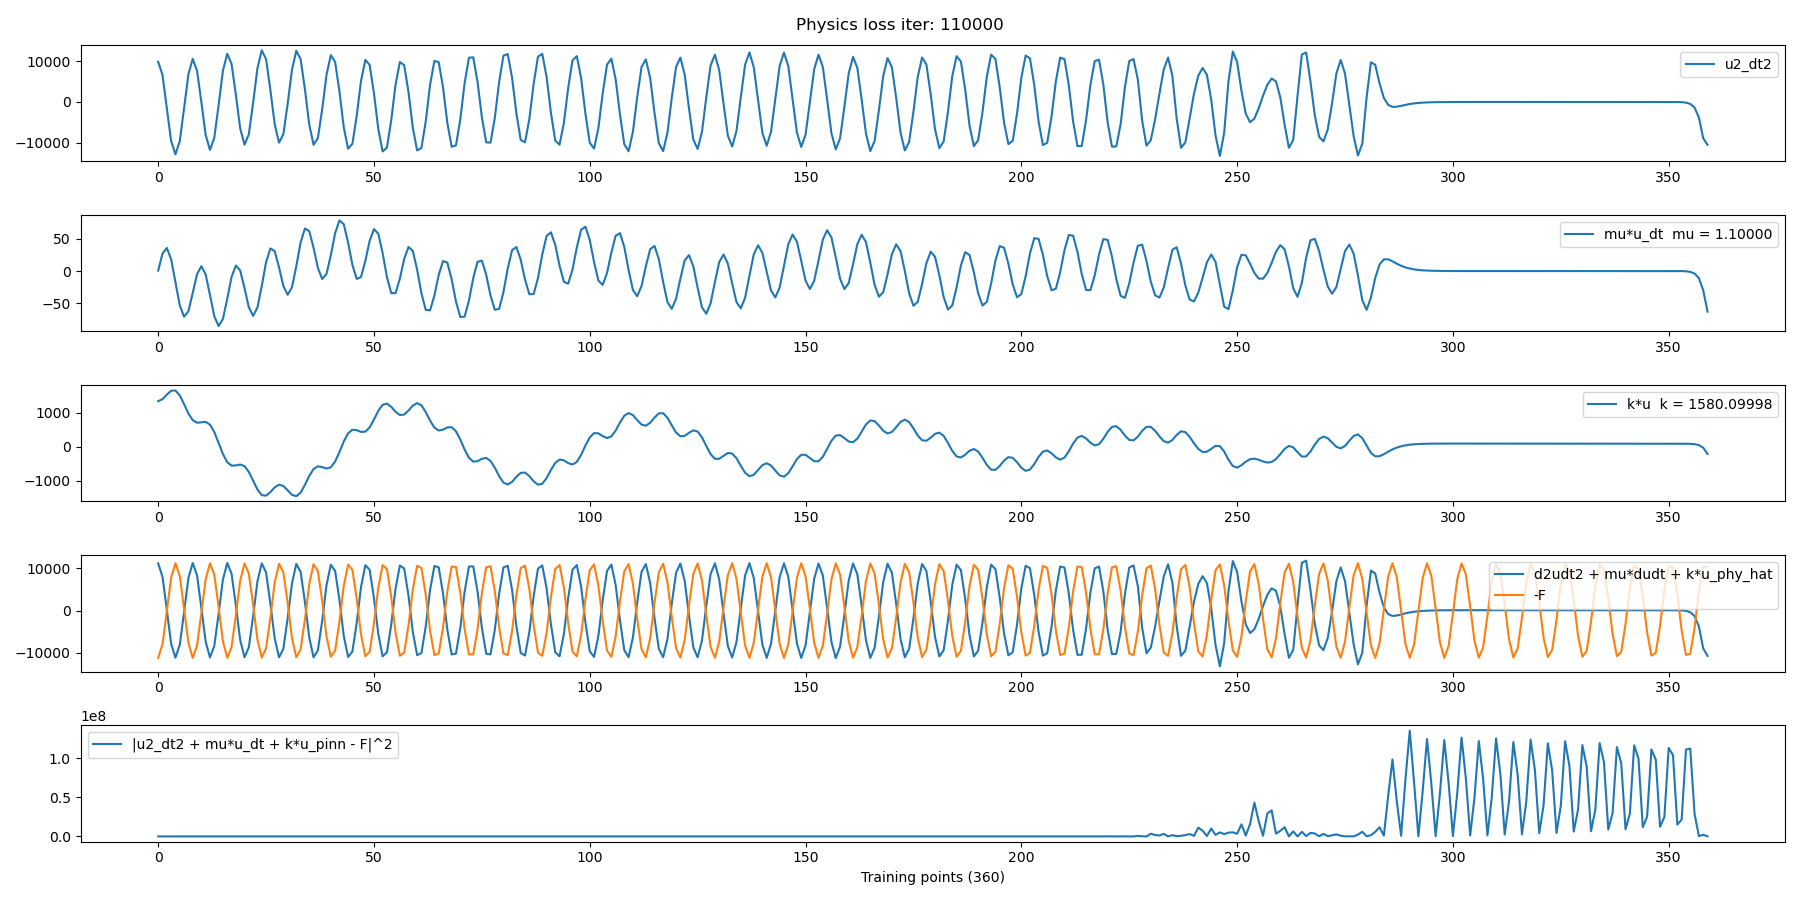 Physics loss iter: 110000
10000
0
−10000
u2_dt2
0 50 100 150 200 250 300 350
50
0
−50
mu*u_dt  mu = 1.10000
0 50 100 150 200 250 300 350
1000
0
−1000
k*u  k = 1580.09998
0 50 100 150 200 250 300 350
10000
0
−10000
d2udt2 + mu*dudt + k*u_phy_hat
-F
0 50 100 150 200 250 300 350
1e8
1.0
0.5
0.0
|u2_dt2 + mu*u_dt + k*u_pinn - F|^2
0 50 100 150 200 250 300 350
Training points (360)